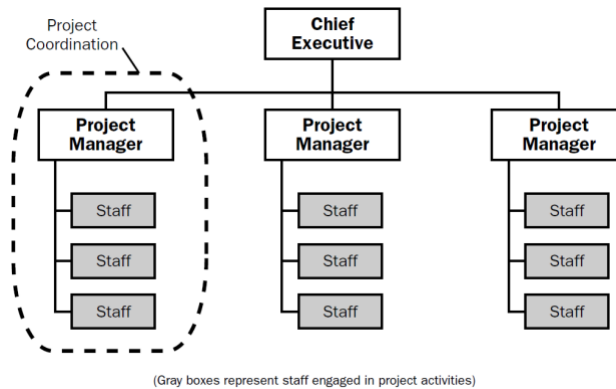 Project
Coordination
Chief
Executive
Project
Manager
Project
Manager
Project
Manager
Staff
Staff
Staff
Staff
Staff
Staff
Staff
Staff
Staff
(Gray boxes represent staff engaged in project activities)